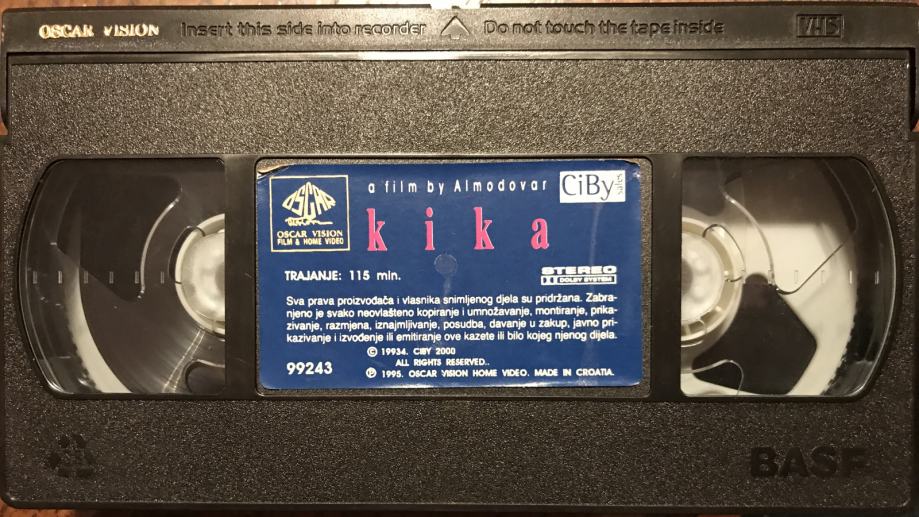 OSCAR VISION Insert this side into recorder Do not touch the tape inside VHS
a film by Almodovar
CiBy
OSCAR
OSCAR VISION
FILM & HOME VIDEO
kika
TRAJANJE: 115 min.
STEREO
DOLBY SYSTEM
Sva prava proizvođača i vlasnika snimljenog djela su pridržana. Zabra-
njeno je svako neovlašteno kopiranje i umnožavanje, montiranje, prika-
zivanje, razmjena, iznajmljivanje, posudba, davanje u zakup, javno pri-
kazivanje i izvođenje ili emitiranje ove kazete ili bilo kojeg njenog dijela.
© 19934. CIBY 2000
ALL RIGHTS RESERVED..
99243
℗ 1995. OSCAR VISION HOME VIDEO. MADE IN CROATIA.
BASF